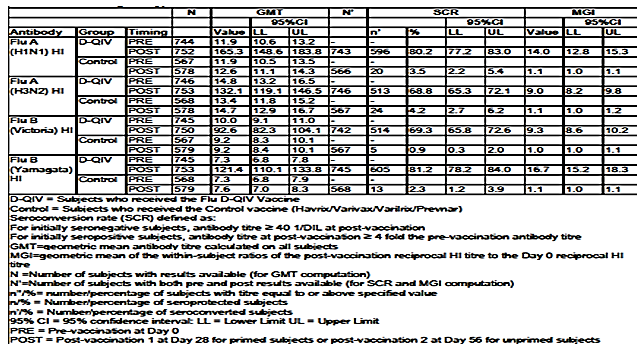 N GMT N' SCR MGI
95%CI 95%CI 95%CI
Antibody Group Timing Value LL UL n' % LL UL Value LL UL
Flu A (H1N1) HI D-QIV PRE 744 11.9 10.6 13.2 - -
POST 752 165.3 148.6 183.8 743 596 80.2 77.2 83.0 14.0 12.8 15.3
Control PRE 567 11.9 10.5 13.5 - -
POST 578 12.6 11.1 14.3 566 20 3.5 2.2 5.4 1.1 1.0 1.1
Flu A (H3N2) HI D-QIV PRE 746 14.8 13.2 16.5 - -
POST 753 132.1 119.1 146.5 746 513 68.8 65.3 72.1 9.0 8.2 9.8
Control PRE 568 13.4 11.8 15.2 - -
POST 578 14.7 12.9 16.7 567 24 4.2 2.7 6.2 1.1 1.0 1.2
Flu B (Victoria) HI D-QIV PRE 745 10.0 9.1 11.0 - -
POST 750 92.6 82.3 104.1 742 514 69.3 65.8 72.6 9.3 8.6 10.2
Control PRE 567 9.2 8.3 10.1 - -
POST 579 9.2 8.4 10.1 567 5 0.9 0.3 2.0 1.0 1.0 1.1
Flu B (Yamagata) HI D-QIV PRE 745 7.3 6.8 7.8 - -
POST 753 121.4 110.1 133.8 745 605 81.2 78.2 84.0 16.7 15.2 18.3
Control PRE 568 7.3 6.8 7.9 - -
POST 579 7.6 7.0 8.3 568 13 2.3 1.2 3.9 1.1 1.0 1.1
D-QIV = Subjects who received the Flu D-QIV Vaccine
Control = Subjects who received the Control vaccine (Havrix/Varivax/Varilrix/Prevnar)
Seroconversion rate (SCR) defined as:
For initially seronegative subjects, antibody titre ≥ 40 1/DIL at post-vaccination
For initially seropositive subjects, antibody titre at post-vaccination ≥ 4 fold the pre-vaccination antibody titre
GMT=geometric mean antibody titre calculated on all subjects
MGI=geometric mean of the within-subject ratios of the post-vaccination reciprocal HI titre to the Day 0 reciprocal HI
titre
N =Number of subjects with results available (for GMT computation)
N'=Number of subjects with both pre and post results available (for SCR and MGI computation)
n''/%= number/percentage of subjects with titre equal to or above specified value
n/% = Number/percentage of seroprotected subjects
n'/% = Number/percentage of seroconverted subjects
95% CI = 95% confidence interval: LL = Lower Limit UL = Upper Limit
PRE = Pre-vaccination at Day 0
POST = Post-vaccination 1 at Day 28 for primed subjects or post-vaccination 2 at Day 56 for unprimed subjects